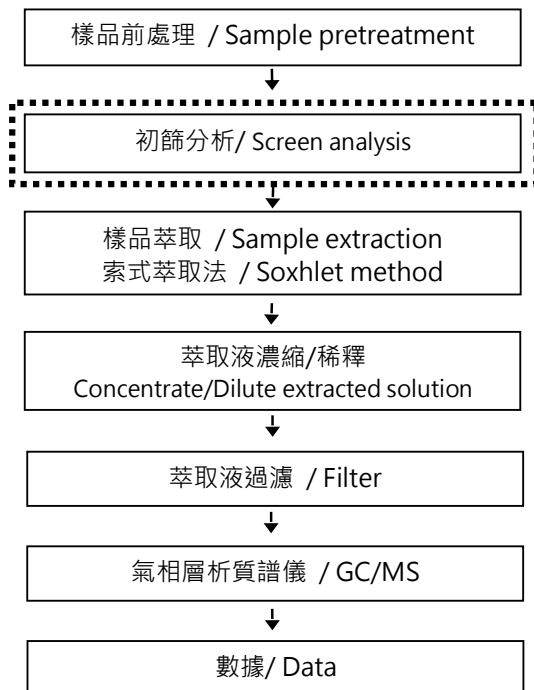 樣品前處理 / Sample pretreatment
初篩分析/ Screen analysis
樣品萃取 / Sample extraction
索式萃取法 / Soxhlet method
萃取液濃縮/稀釋
Concentrate/Dilute extracted solution
萃取液過濾 / Filter
氣相層析質譜儀 / GC/MS
數據/ Data